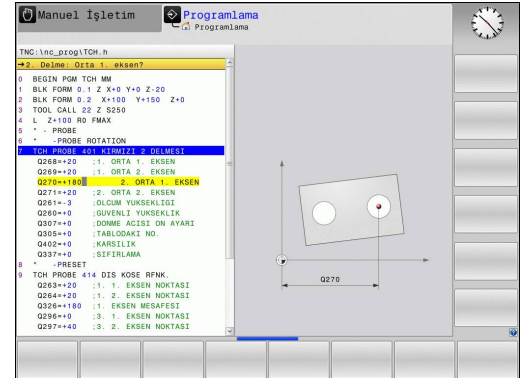 Manuel İşletim
Programlama
Programlama
TNC:\nc_prog\TCH.h
→2. Delme: Orta 1. eksen?
0 BEGIN PGM TCH MM
1 BLK FORM 0.1 Z X+0 Y+0 Z-20
2 BLK FORM 0.2 X+100 Y+150 Z+0
3 TOOL CALL 22 Z S250
4 L Z+100 R0 FMAX
5 * - PROBE
6 * -PROBE ROTATION
7 TCH PROBE 401 KIRMIZI 2 DELMESI
Q268=+20 ;1. ORTA 1. EKSEN
Q269=+20 ;1. ORTA 2. EKSEN
Q270=+180 2. ORTA 1. EKSEN
Q271=+20 ;2. ORTA 2. EKSEN
Q261=-3 ;OLCUM YUKSEKLIGI
Q260=+0 ;GUVENLI YUKSEKLIK
Q307=+0 ;DONME ACISI ON AYARI
Q305=+0 ;TABLODAKI NO.
Q402=+0 ;KARSILIK
Q337=+0 ;SIFIRLAMA
8 * -PRESET
9 TCH PROBE 414 DIS KOSE RFNK.
Q263=+20 ;1. 1. EKSEN NOKTASI
Q264=+20 ;1. 2. EKSEN NOKTASI
Q326=+180 ;1. EKSEN MESAFESI
Q296=+0 ;3. 1. EKSEN NOKTASI
Q297=+40 ;3. 2. EKSEN NOKTASI
Q270